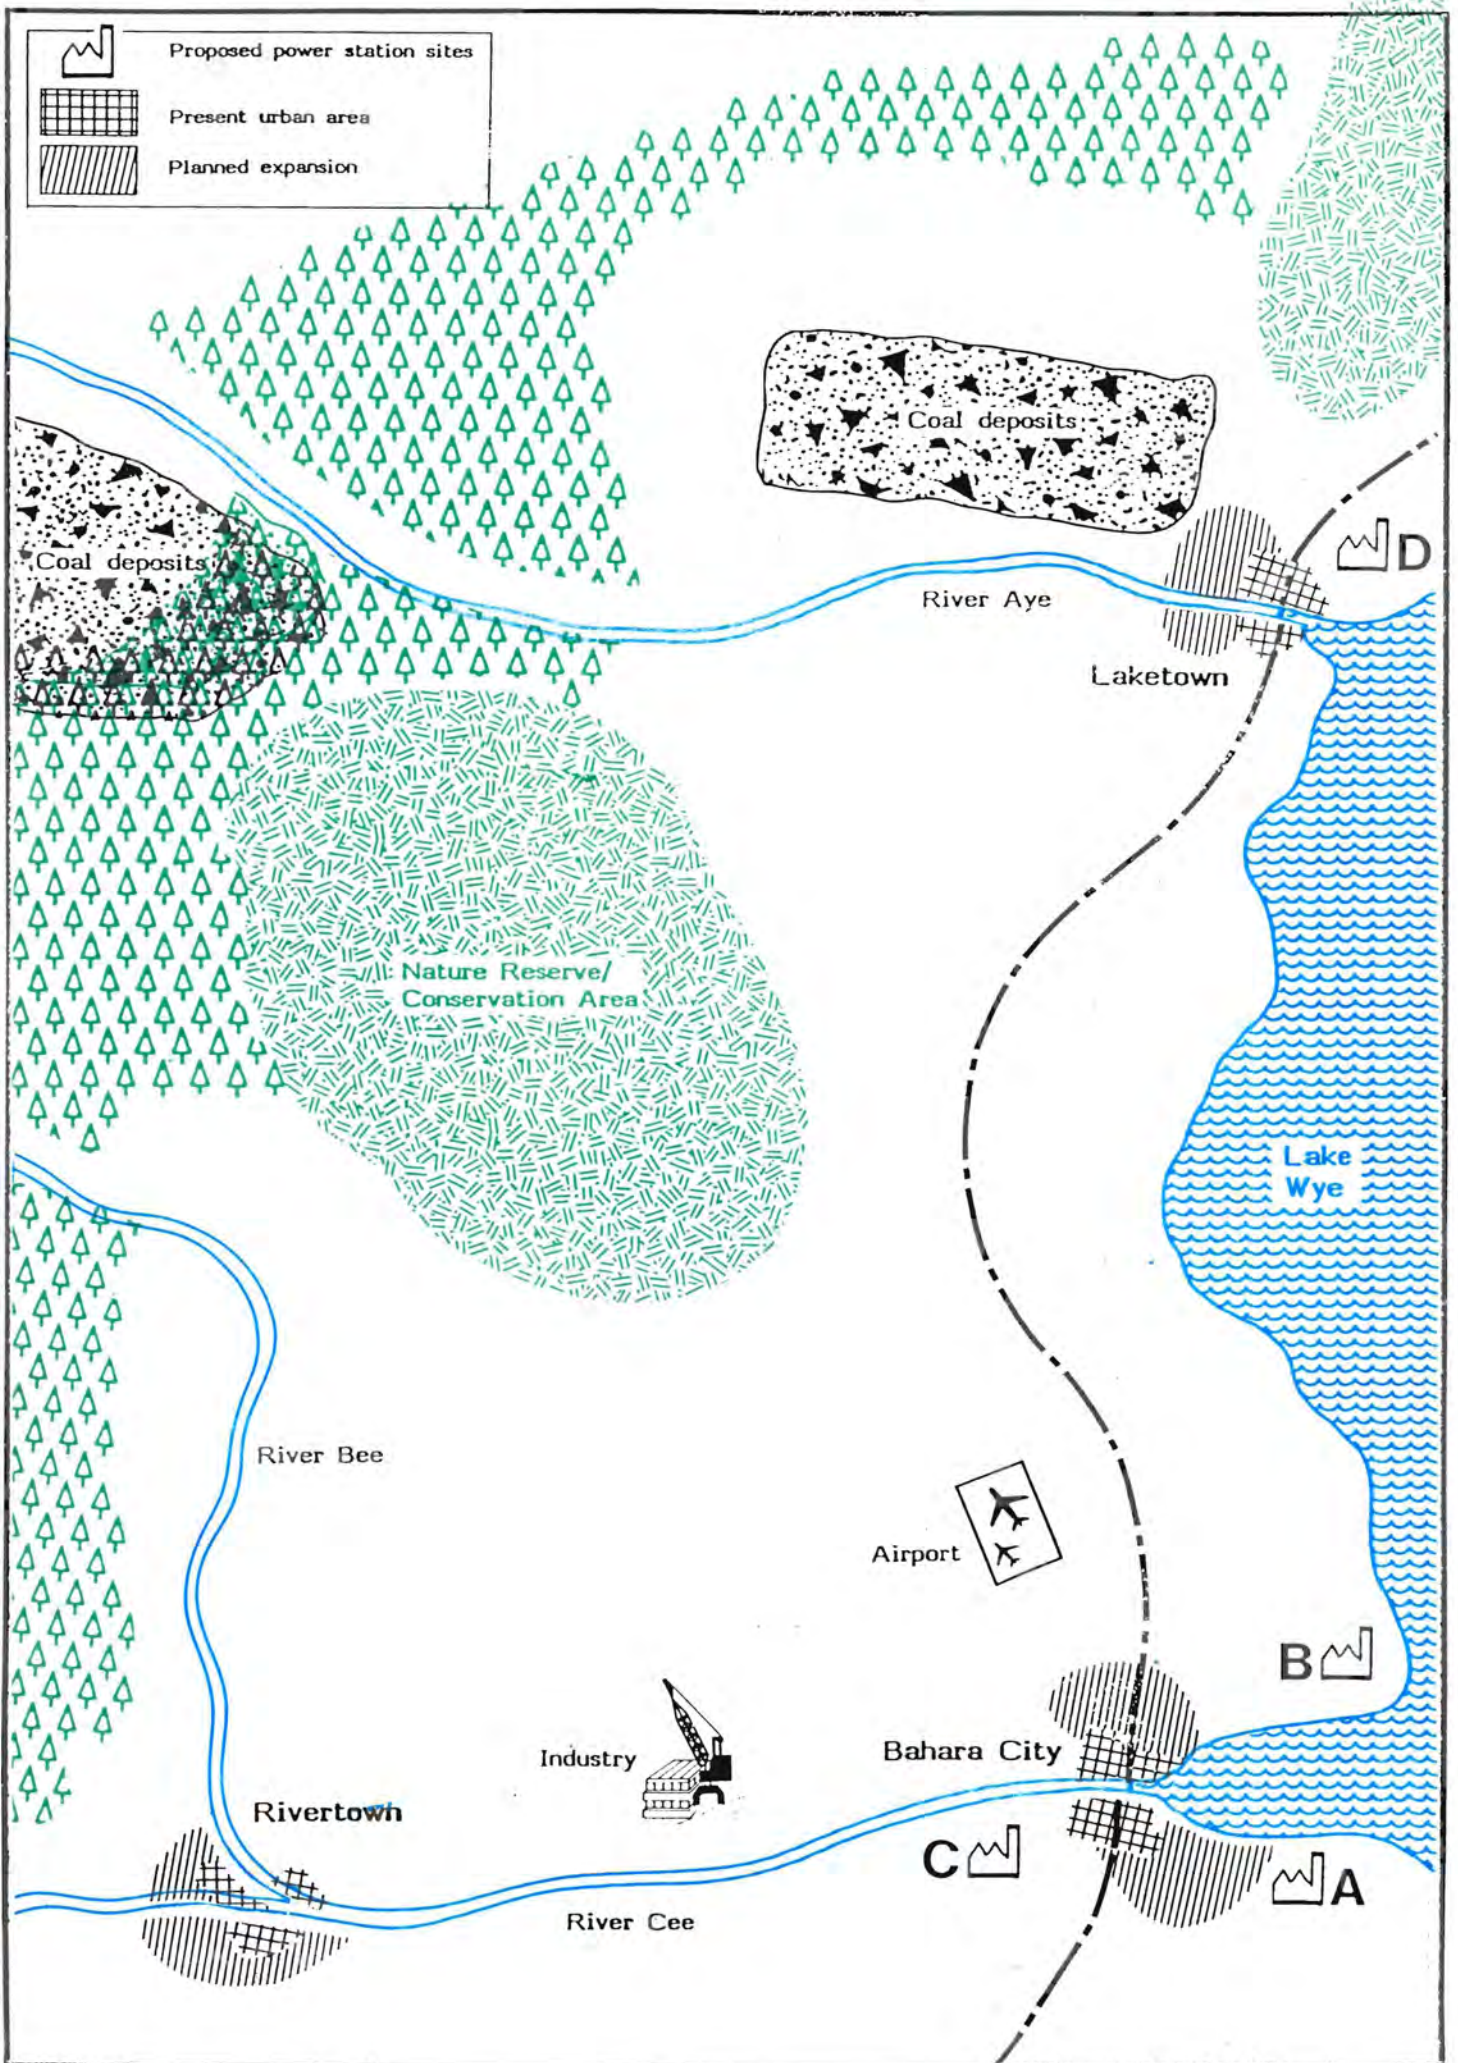 Proposed power station sites
Present urban area
Planned expansion
Coal deposits
D
Coal deposits
River Aye
Laketown
Nature Reserve/
Conservation Area
Lake
Wye
River Bee
Airport
B
Bahara City
Industry
Rivertown
C
A
River Cee